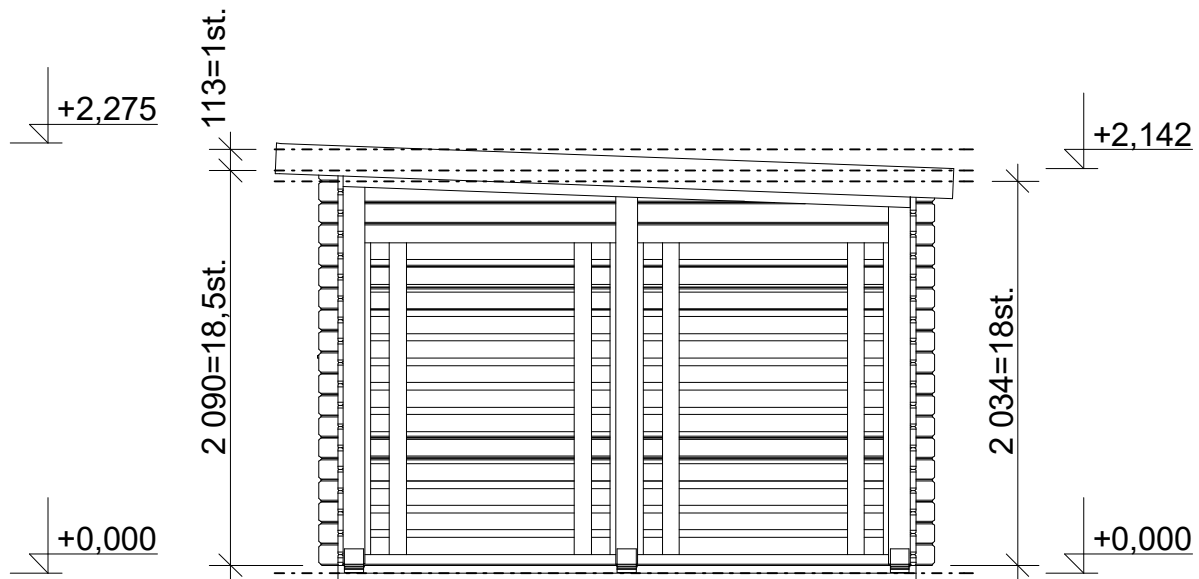 113=1st.
+2,275
+2,142
2 090=18,5st.
2 034=18st.
+0,000
+0,000